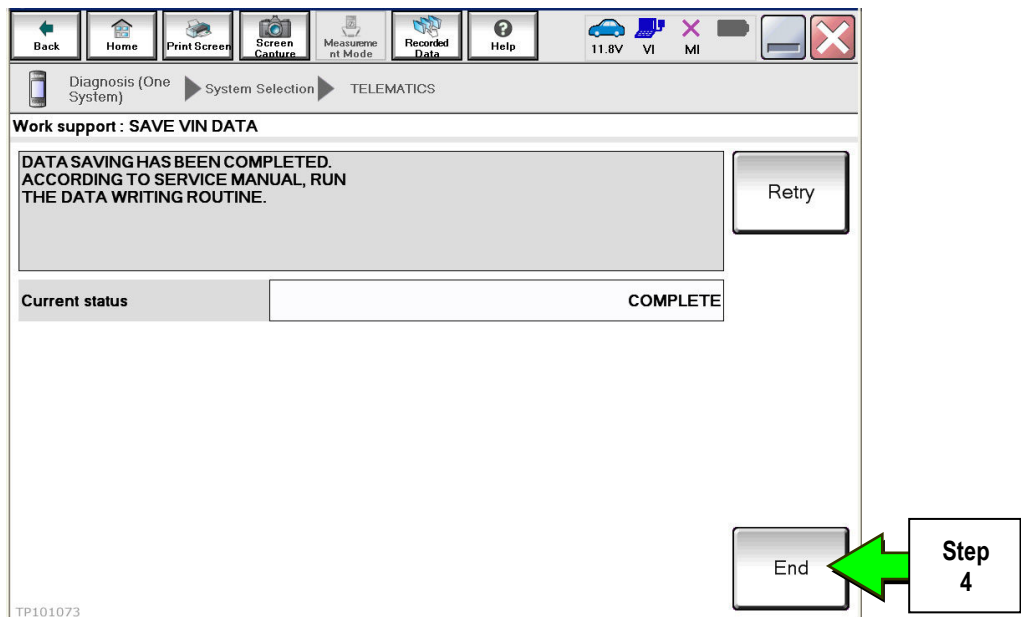 Back
Home
Print Screen
Screen
Capture
Measureme
nt Mode
Recorded
Data
Help
11.8V VI MI
Diagnosis (One
System)
System Selection
TELEMATICS
Work support : SAVE VIN DATA
DATA SAVING HAS BEEN COMPLETED.
ACCORDING TO SERVICE MANUAL, RUN
THE DATA WRITING ROUTINE.
Retry
Current status
COMPLETE
End
Step
4
TP101073